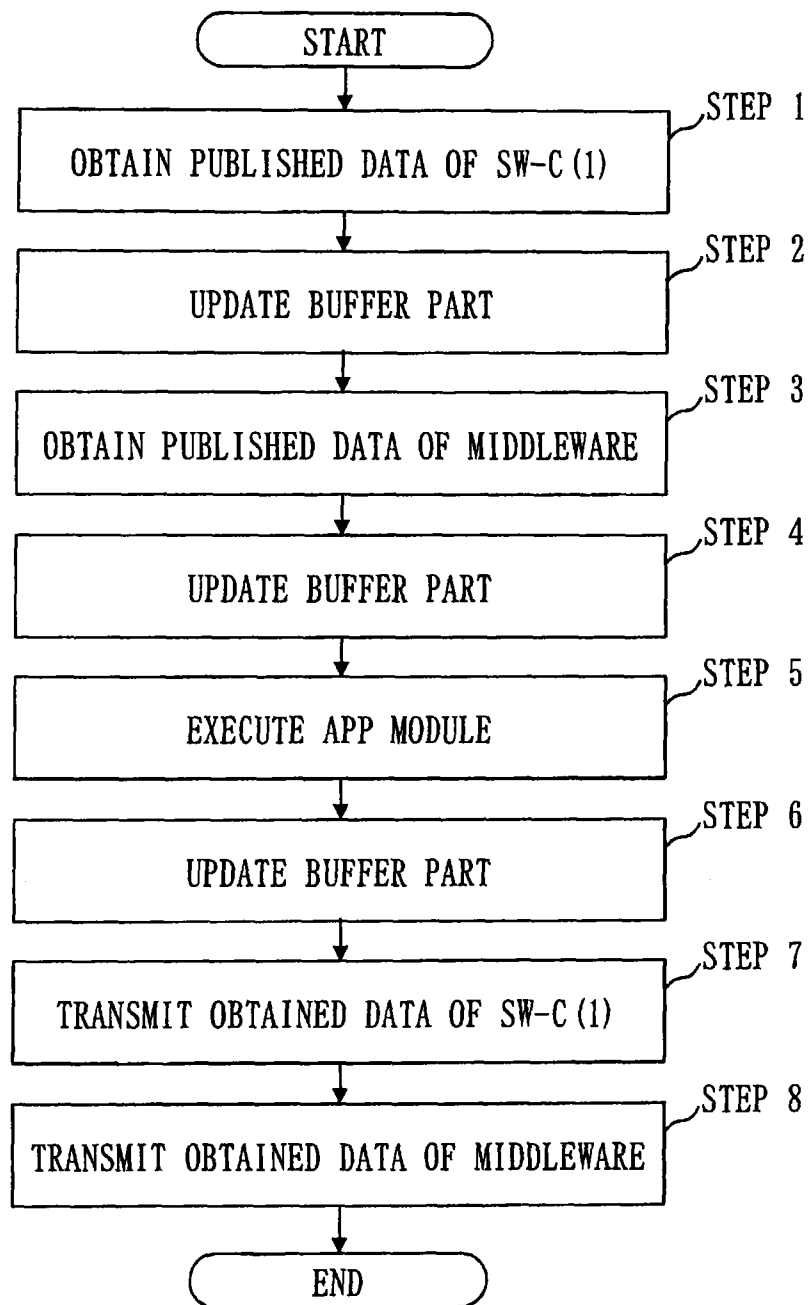 START
STEP 1
OBTAIN PUBLISHED DATA OF SW-C(1)
STEP 2
UPDATE BUFFER PART
STEP 3
OBTAIN PUBLISHED DATA OF MIDDLEWARE
STEP 4
UPDATE BUFFER PART
STEP 5
EXECUTE APP MODULE
STEP 6
UPDATE BUFFER PART
STEP 7
TRANSMIT OBTAINED DATA OF SW-C(1)
STEP 8
TRANSMIT OBTAINED DATA OF MIDDLEWARE
END